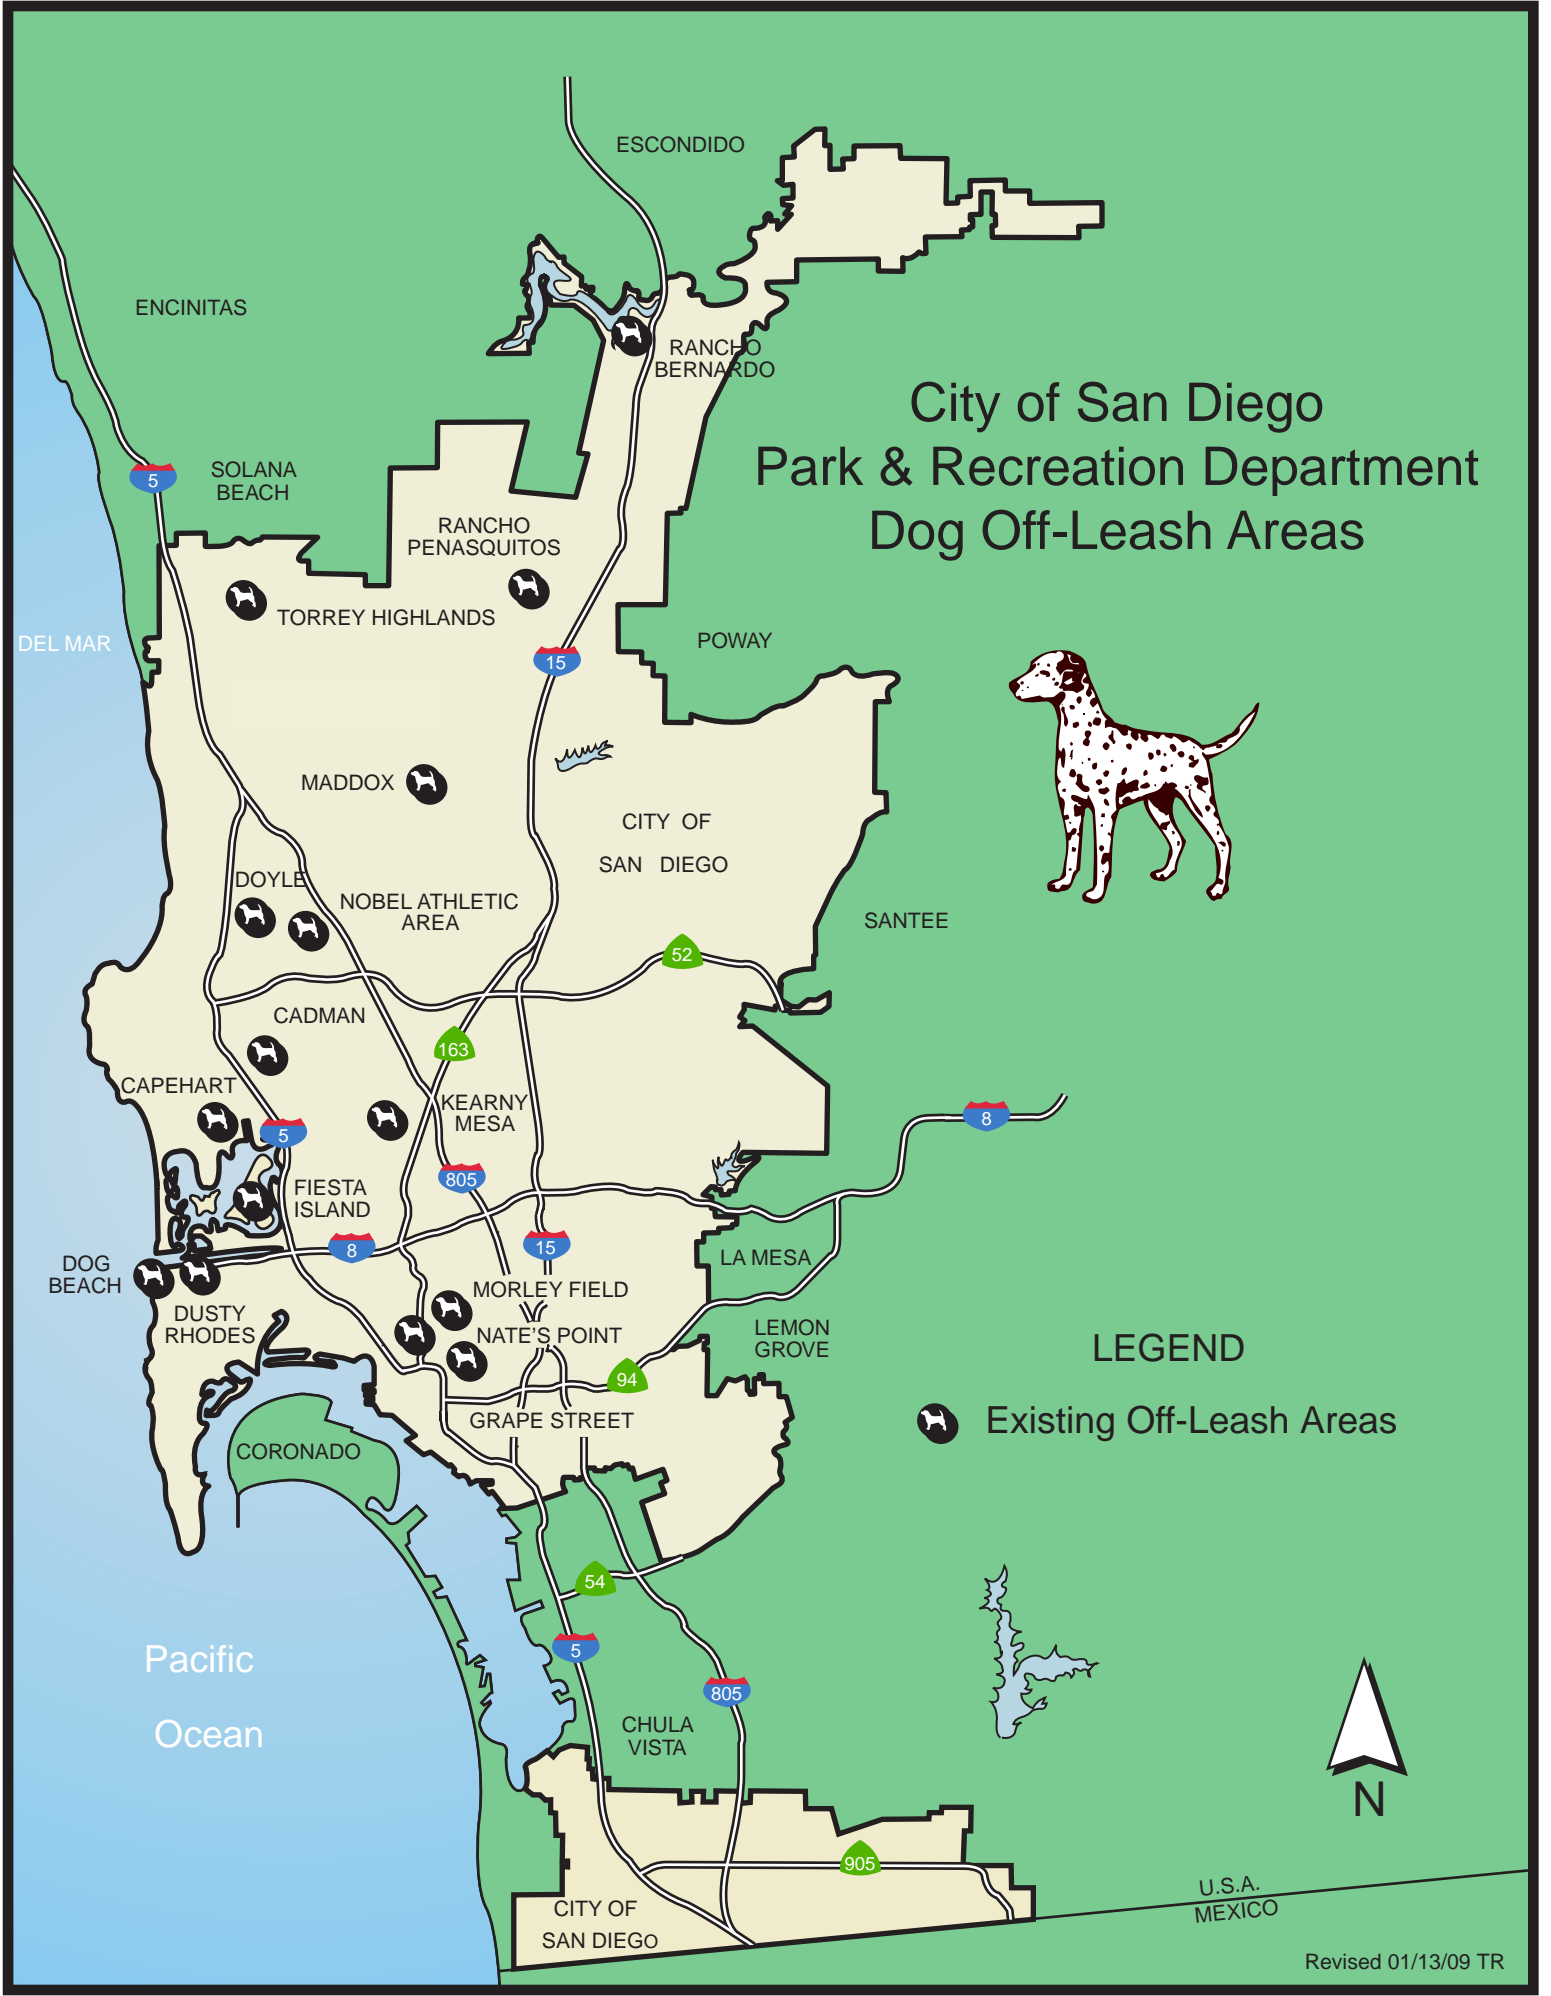 ESCONDIDO
ENCINITAS
RANCHO
BERNARDO
City of San Diego
Park & Recreation Department
Dog Off-Leash Areas
5
SOLANA
BEACH
RANCHO
PENASQUITOS
TORREY HIGHLANDS
DEL MAR
15
POWAY
MADDOX
CITY OF
SAN DIEGO
DOYLE
NOBEL ATHLETIC
AREA
SANTEE
52
CADMAN
163
CAPEHART
KEARNY
MESA
5
8
805
FIESTA
ISLAND
8
15
LA MESA
DOG
BEACH
MORLEY FIELD
DUSTY
RHODES
NATE'S POINT
LEMON
GROVE
LEGEND
94
GRAPE STREET
Existing Off-Leash Areas
CORONADO
54
5
Pacific
Ocean
805
CHULA
VISTA
N
905
U.S.A.
MEXICO
CITY OF
SAN DIEGO
Revised 01/13/09 TR